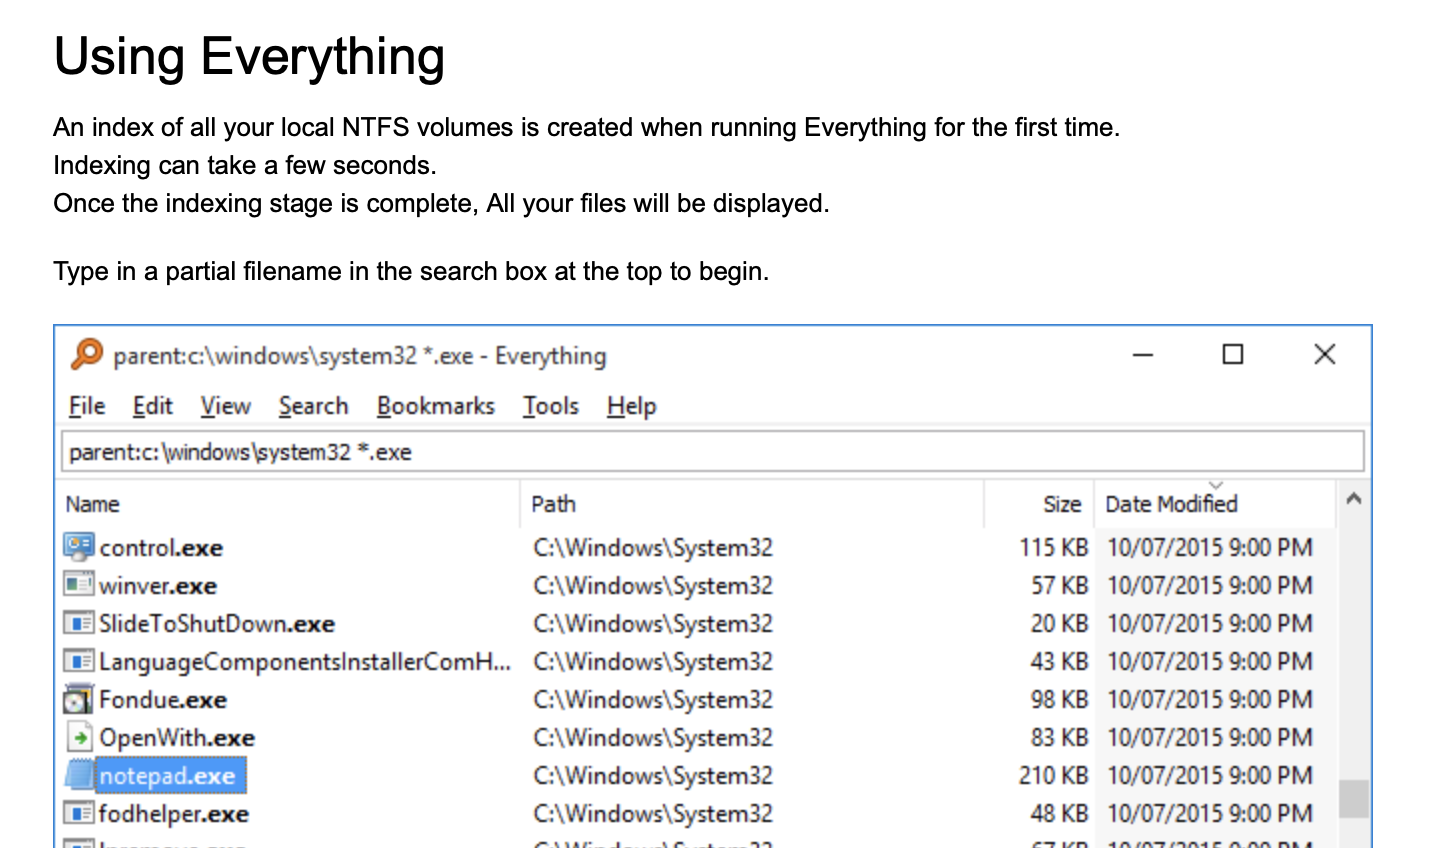 Using Everything
An index of all your local NTFS volumes is created when running Everything for the first time.
Indexing can take a few seconds.
Once the indexing stage is complete, All your files will be displayed.
Type in a partial filename in the search box at the top to begin.
parent:c:\windows\system32 *.exe - Everything
File Edit View Search Bookmarks Tools Help
parent:c:\windows\system32 *.exe
Name Path Size Date Modified
control.exe C:\Windows\System32 115 KB 10/07/2015 9:00 PM
winver.exe C:\Windows\System32 57 KB 10/07/2015 9:00 PM
SlideToShutDown.exe C:\Windows\System32 20 KB 10/07/2015 9:00 PM
LanguageComponentsInstallerComH... C:\Windows\System32 43 KB 10/07/2015 9:00 PM
Fondue.exe C:\Windows\System32 98 KB 10/07/2015 9:00 PM
OpenWith.exe C:\Windows\System32 83 KB 10/07/2015 9:00 PM
notepad.exe C:\Windows\System32 210 KB 10/07/2015 9:00 PM
fodhelper.exe C:\Windows\System32 48 KB 10/07/2015 9:00 PM